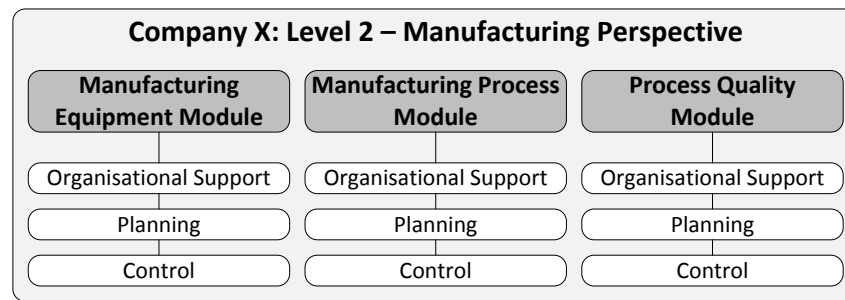 Company X: Level 2 – Manufacturing Perspective
Manufacturing
Equipment Module
Organisational Support
Planning
Control
Manufacturing Process
Module
Organisational Support
Planning
Control
Process Quality
Module
Organisational Support
Planning
Control